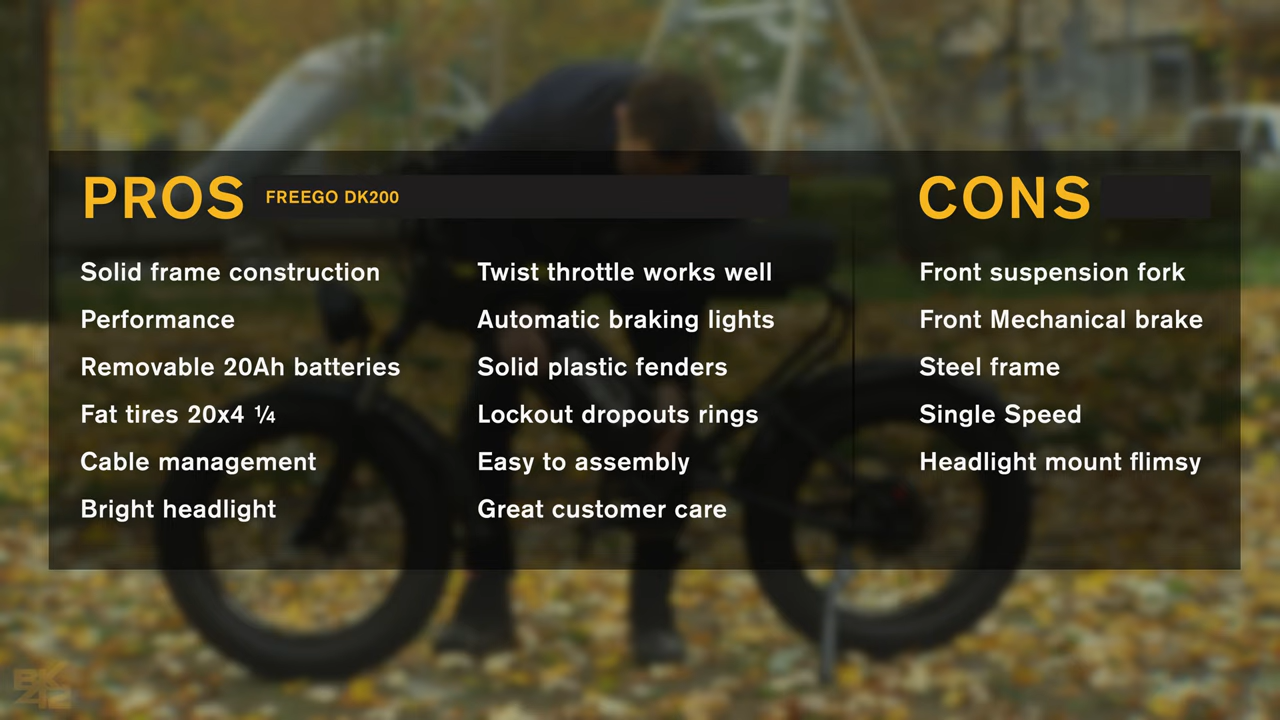 PROS FREEGO DK200
Solid frame construction
Performance
Removable 20Ah batteries
Fat tires 20x4 ¼
Cable management
Bright headlight
Twist throttle works well
Automatic braking lights
Solid plastic fenders
Lockout dropouts rings
Easy to assembly
Great customer care
CONS
Front suspension fork
Front Mechanical brake
Steel frame
Single Speed
Headlight mount flimsy
BK
42